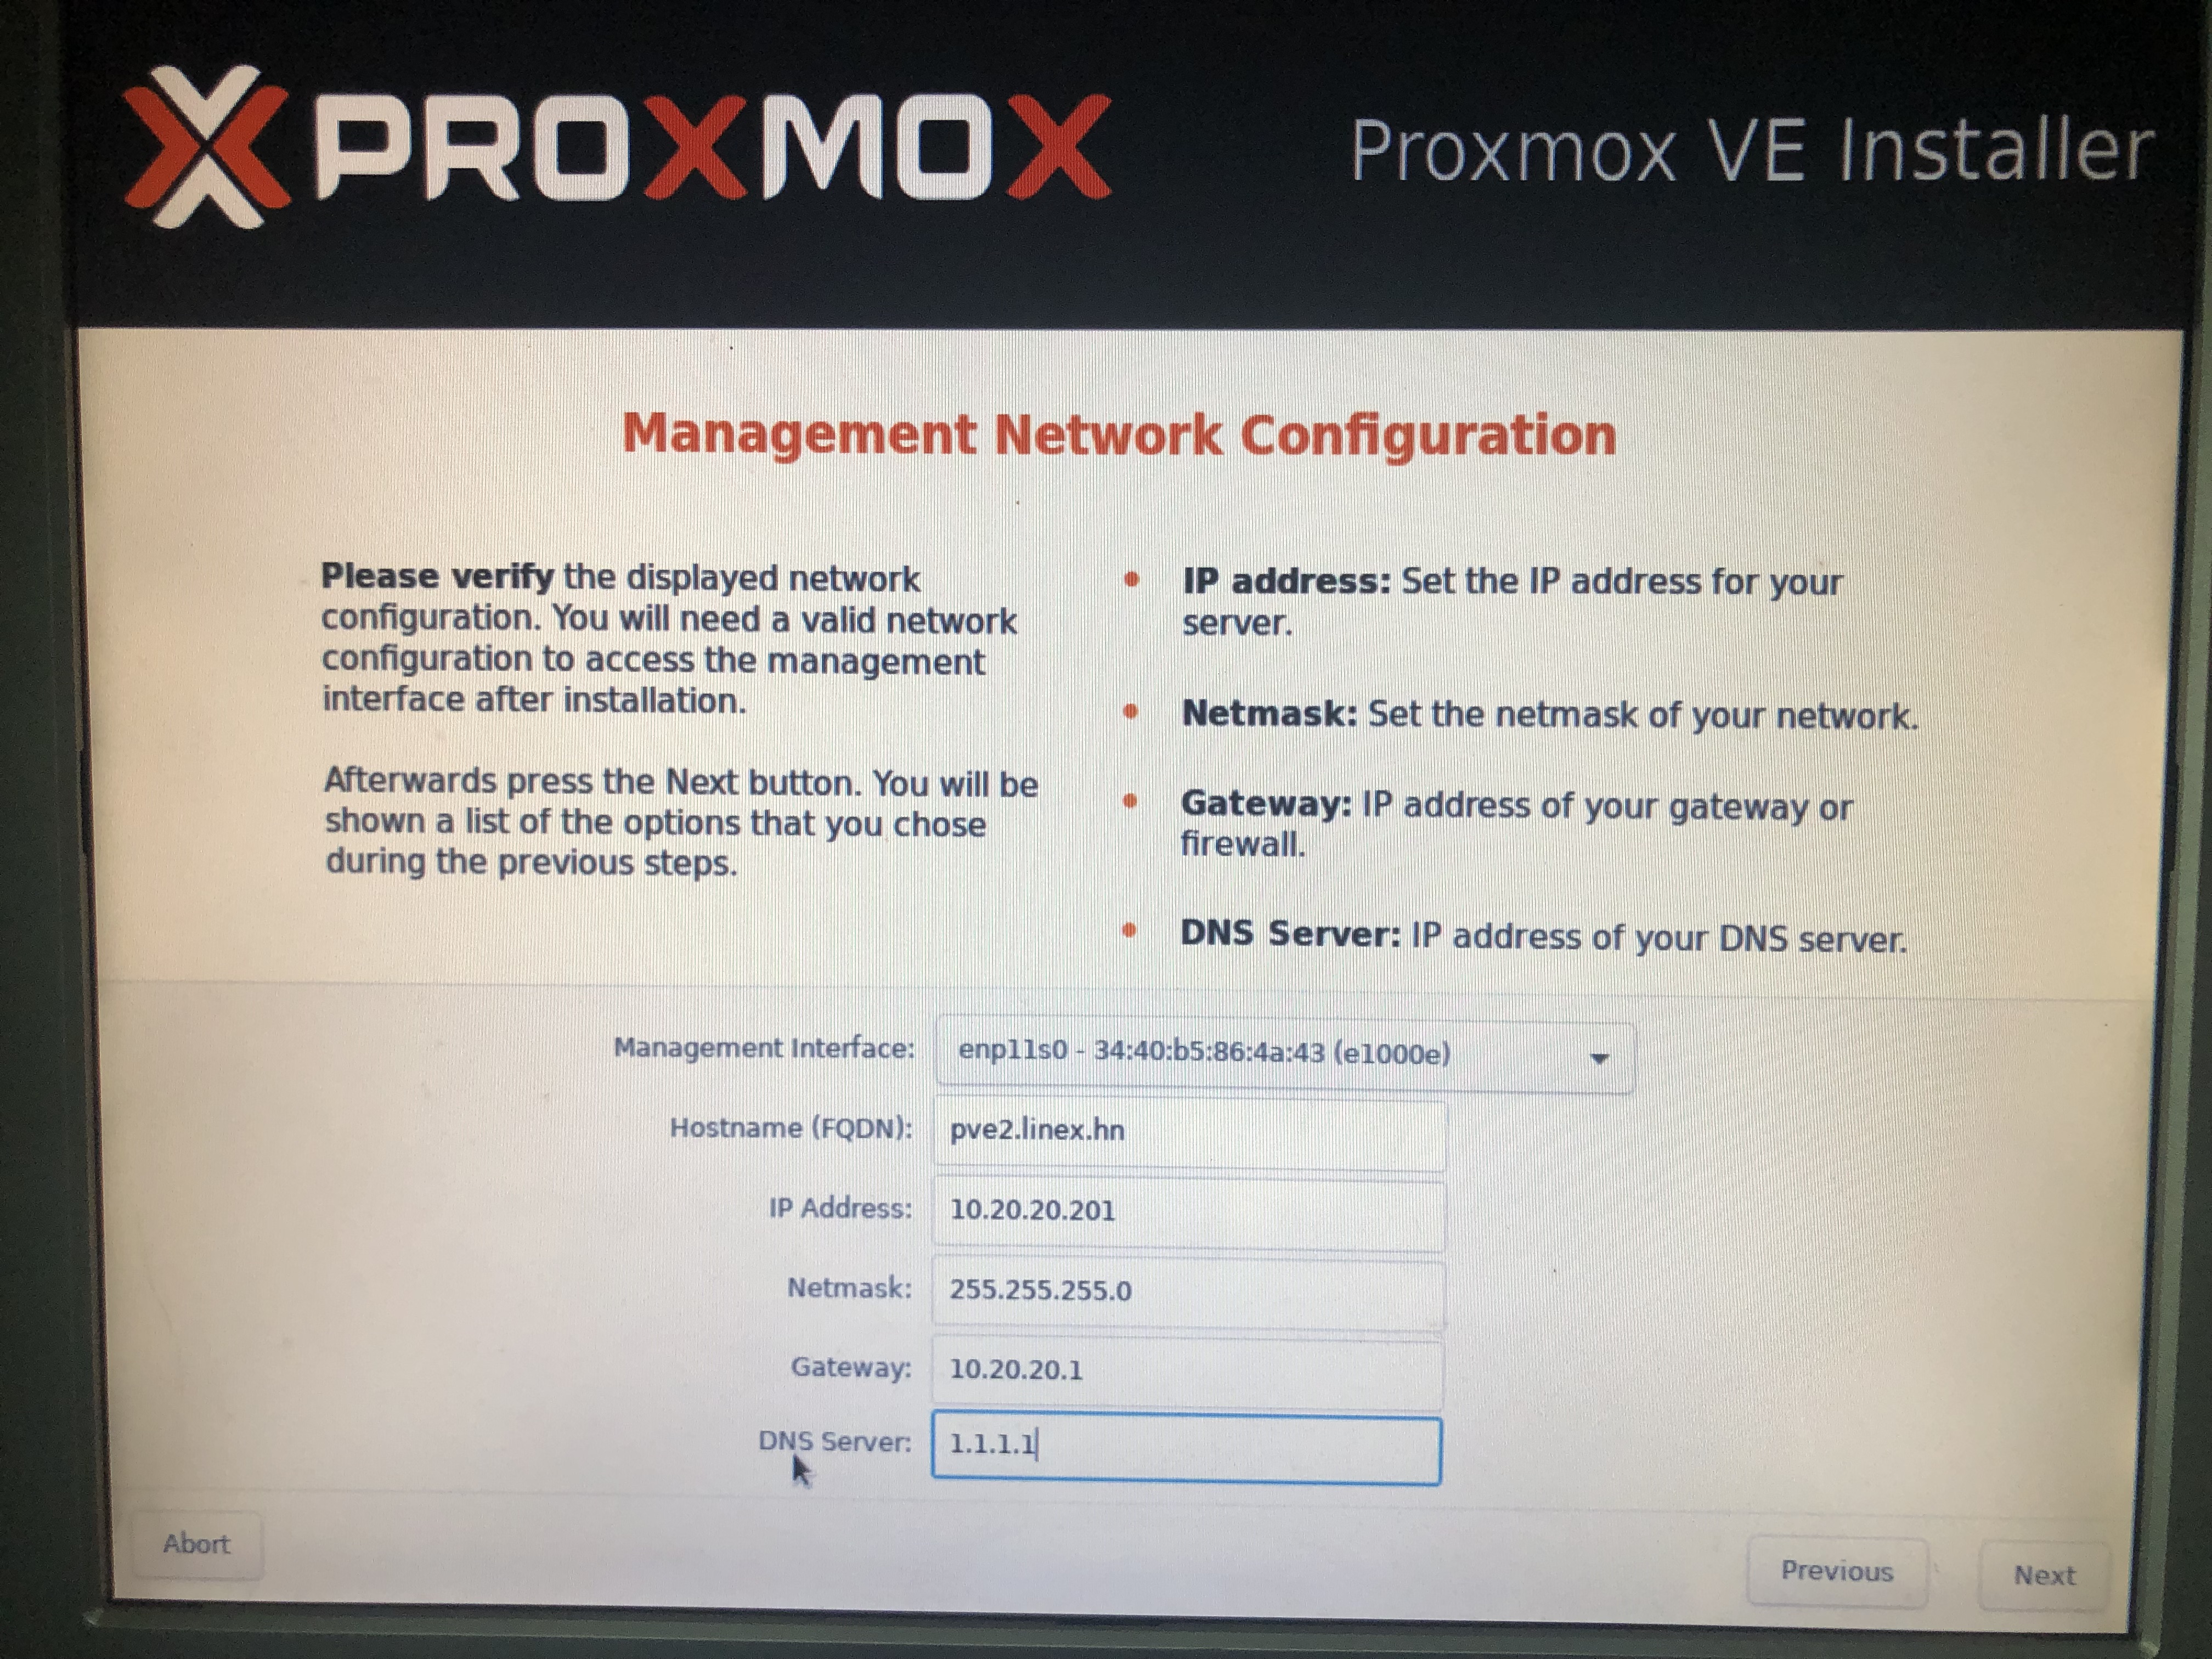 PROXMOX
Proxmox VE Installer
Management Network Configuration
Please verify the displayed network
configuration. You will need a valid network
configuration to access the management
interface after installation.
Afterwards press the Next button. You will be
shown a list of the options that you chose
during the previous steps.
• IP address: Set the IP address for your
server.
• Netmask: Set the netmask of your network.
• Gateway: IP address of your gateway or
firewall.
• DNS Server: IP address of your DNS server.
Management Interface: enp11s0 - 34:40:b5:86:4a:43 (e1000e)
Hostname (FQDN): pve2.linex.hn
IP Address: 10.20.20.201
Netmask: 255.255.255.0
Gateway: 10.20.20.1
DNS Server: 1.1.1.1
Abort
Previous
Next